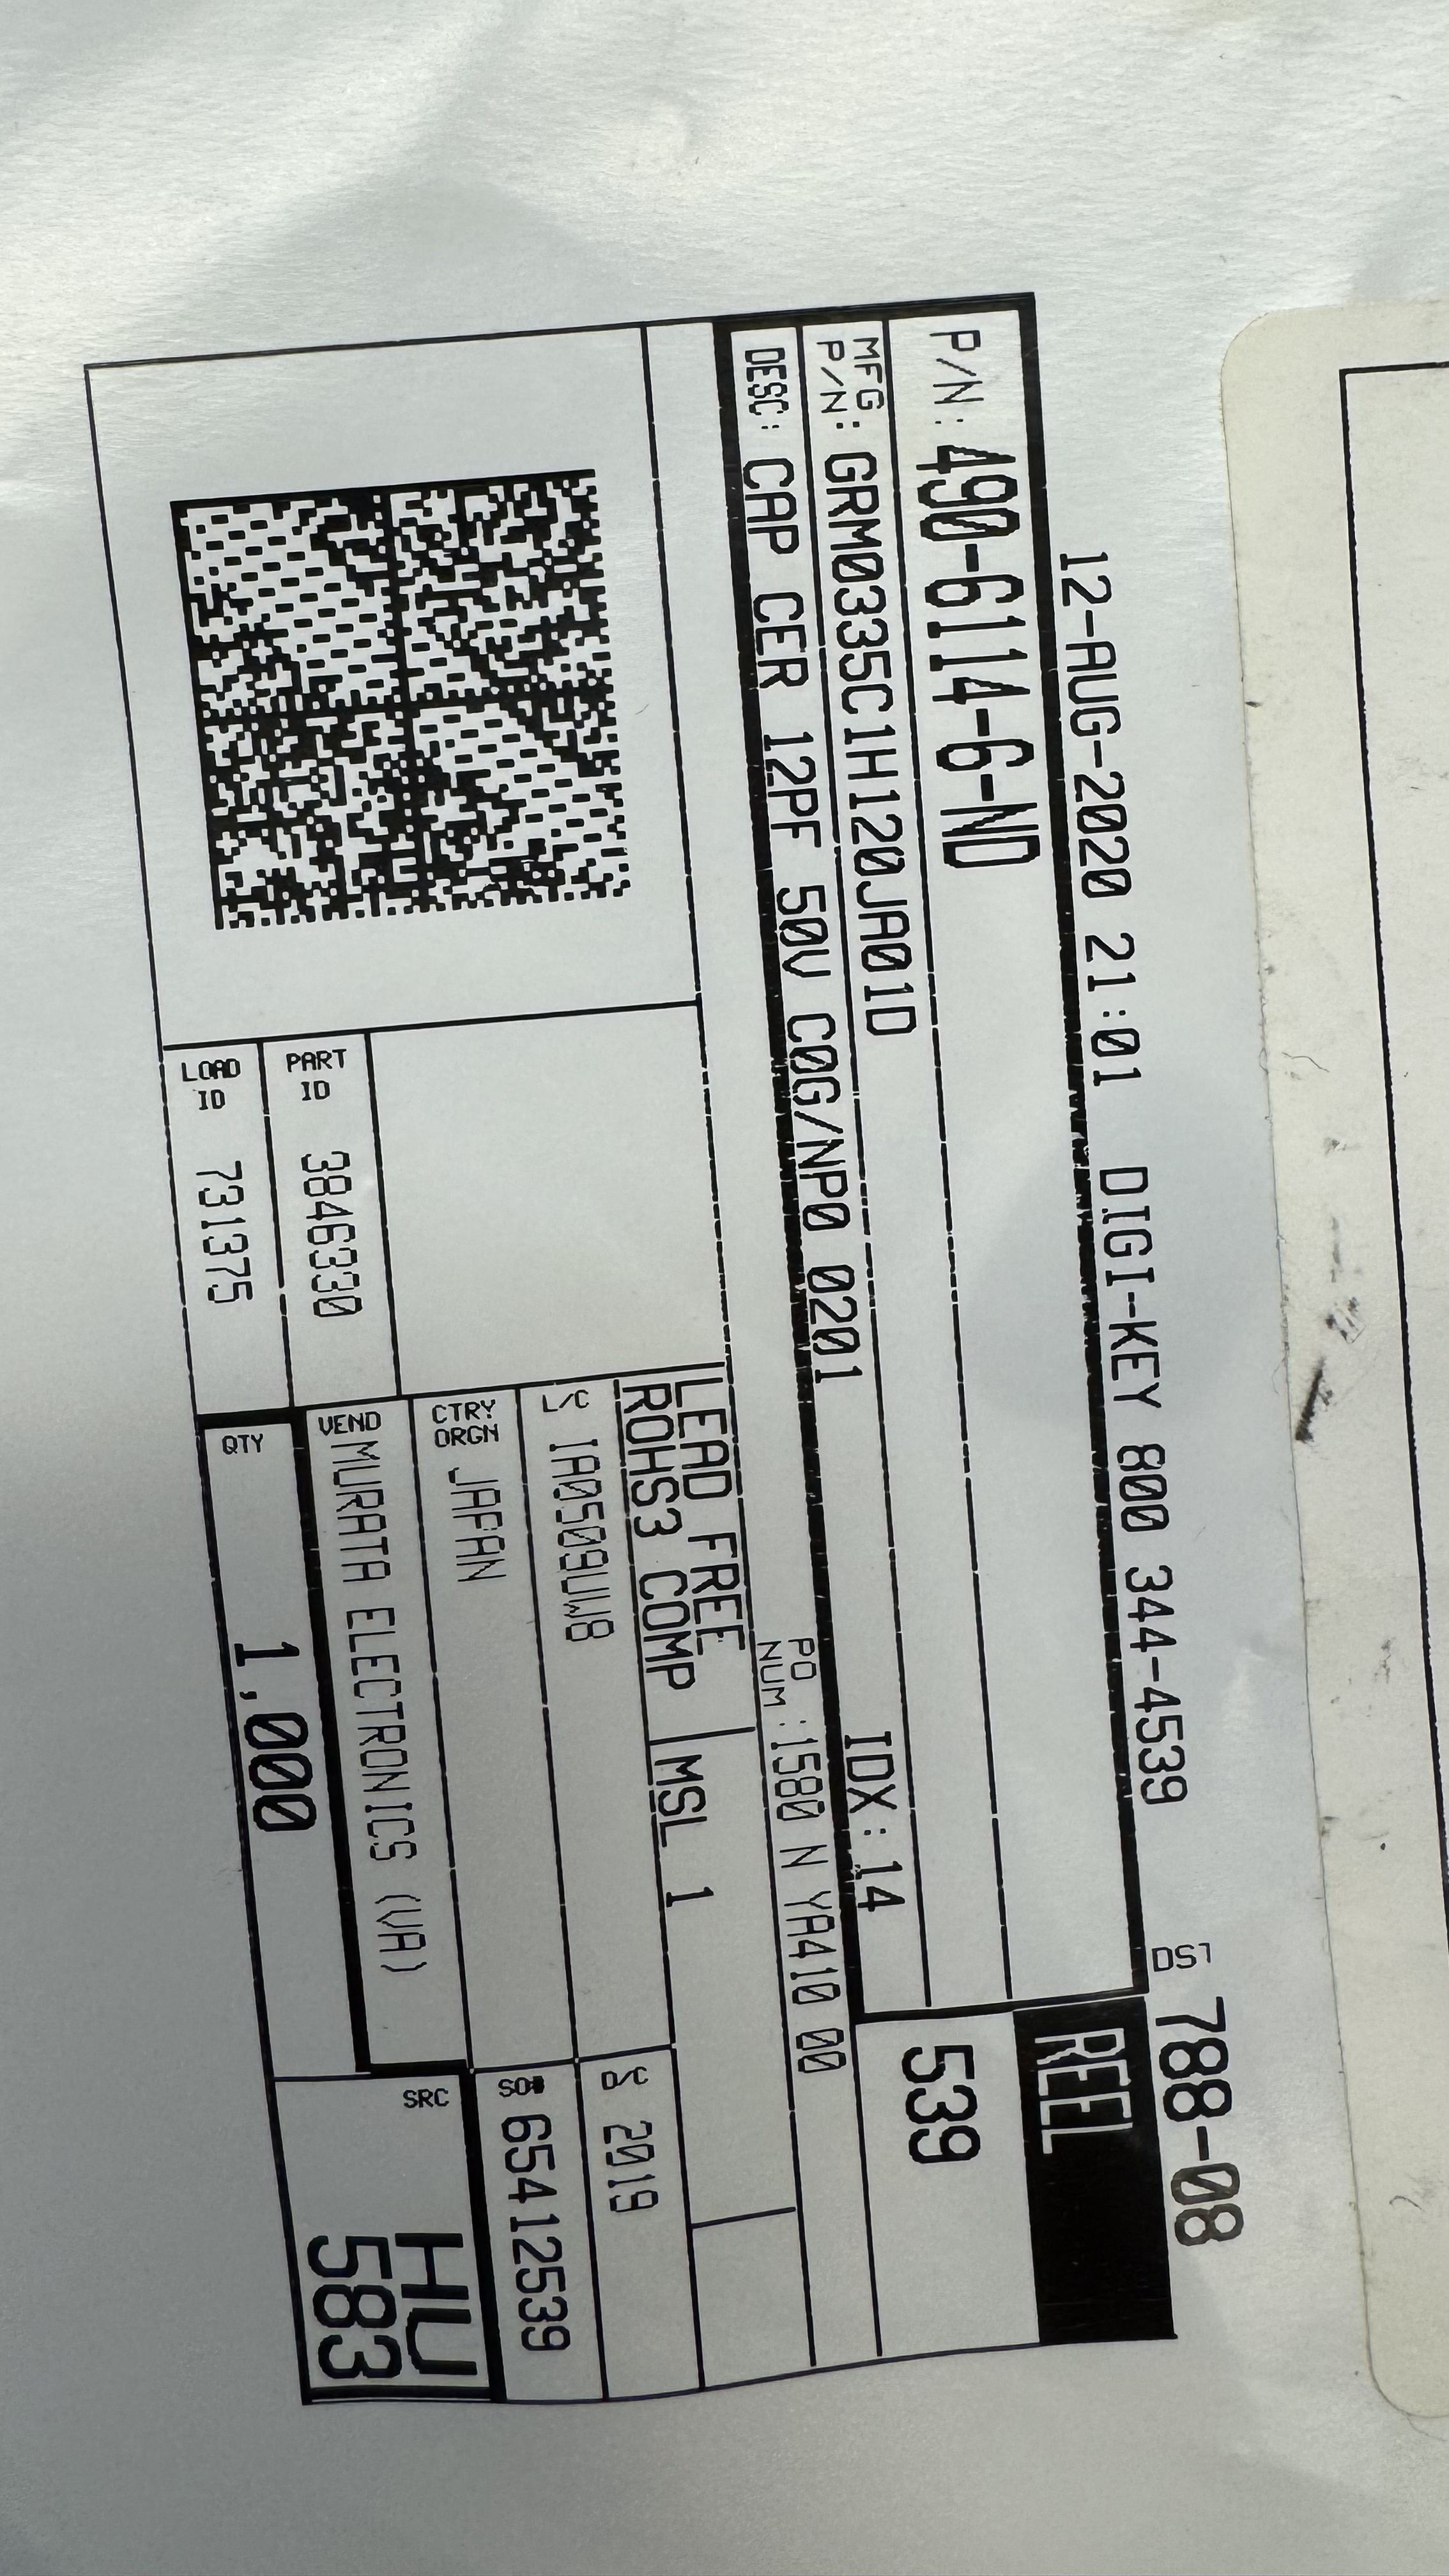 12-AUG-2020 21:01 DIGI-KEY 800 344-4539 DST 788-08
P/N: 490-6114-6-ND REEL
MFG P/N: GRM0335C1H120JA01D 539
DESC: CAP CER 12PF 50V C0G/NP0 0201 IDX:14
PO NUM :1580 N YA410 00
LEAD FREE
ROHS3 COMP MSL 1
L/C IA0509UW8 D/C 2019
CTRY ORGN JAPAN SO# 65412539
PART ID 3846330 VEND MURATA ELECTRONICS (VA) SRC HU
LOAD ID 731375 QTY 1,000 583